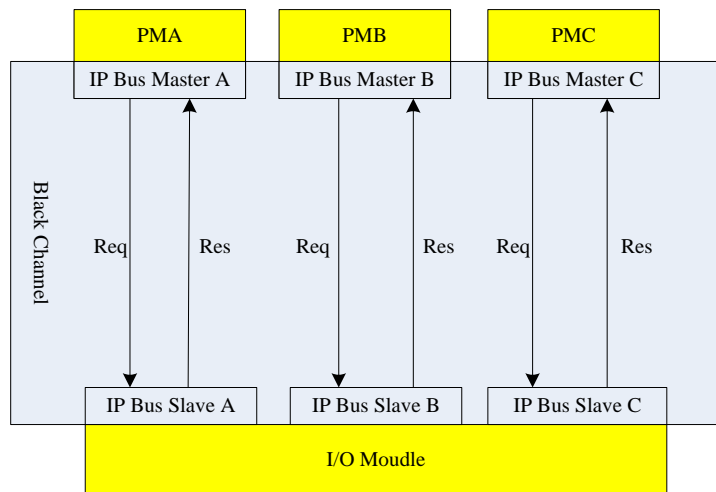 PMA
PMB
PMC
IP Bus Master A
IP Bus Master B
IP Bus Master C
Black Channel
Req
Res
Req
Res
Req
Res
IP Bus Slave A
IP Bus Slave B
IP Bus Slave C
I/O Moudle